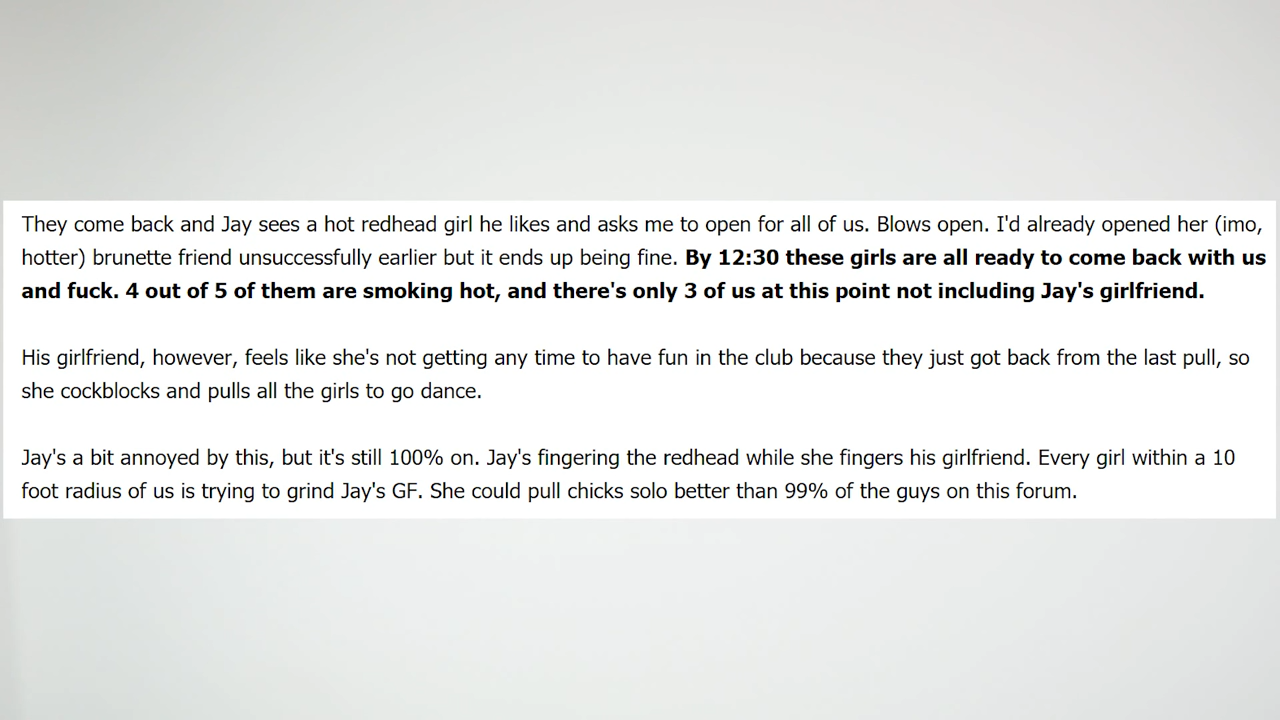 They come back and Jay sees a hot redhead girl he likes and asks me to open for all of us. Blows open. I'd already opened her (imo,
hotter) brunette friend unsuccessfully earlier but it ends up being fine. By 12:30 these girls are all ready to come back with us
and fuck. 4 out of 5 of them are smoking hot, and there's only 3 of us at this point not including Jay's girlfriend.
His girlfriend, however, feels like she's not getting any time to have fun in the club because they just got back from the last pull, so
she cockblocks and pulls all the girls to go dance.
Jay's a bit annoyed by this, but it's still 100% on. Jay's fingering the redhead while she fingers his girlfriend. Every girl within a 10
foot radius of us is trying to grind Jay's GF. She could pull chicks solo better than 99% of the guys on this forum.